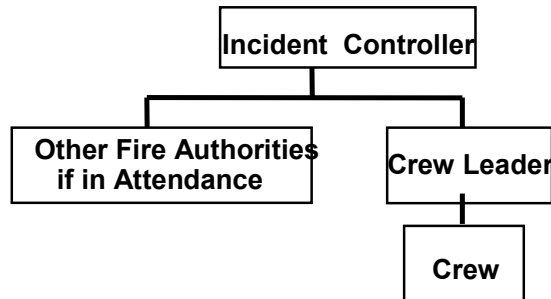 Incident Controller
Other Fire Authorities
if in Attendance
Crew Leader
Crew